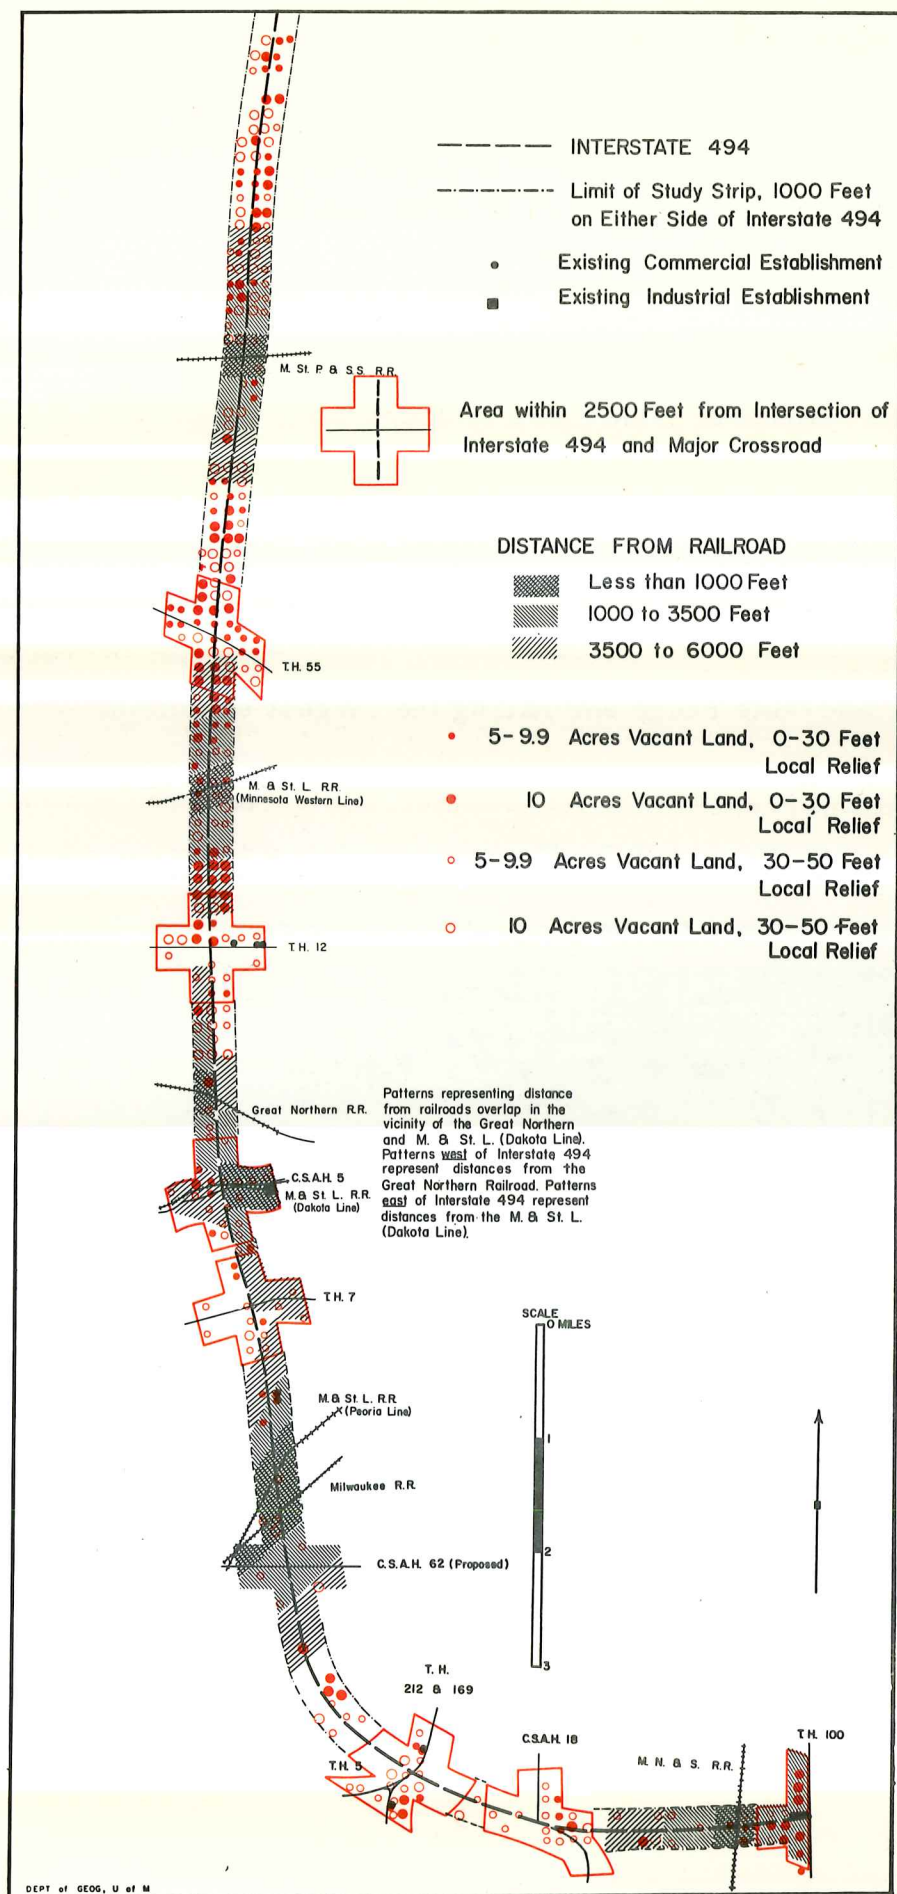 INTERSTATE 494
Limit of Study Strip, 1000 Feet
on Either Side of Interstate 494
Existing Commercial Establishment
Existing Industrial Establishment
M. St. P. & S.S. R.R.
Area within 2500 Feet from Intersection of
Interstate 494 and Major Crossroad
DISTANCE FROM RAILROAD
Less than 1000 Feet
1000 to 3500 Feet
3500 to 6000 Feet
T.H. 55
5-9.9 Acres Vacant Land, 0-30 Feet
Local Relief
M. & St. L. R.R.
(Minnesota Western Line)
10 Acres Vacant Land, 0-30 Feet
Local Relief
5-9.9 Acres Vacant Land, 30-50 Feet
Local Relief
10 Acres Vacant Land, 30-50 Feet
Local Relief
T.H. 12
Great Northern R.R.
Patterns representing distance
from railroads overlap in the
vicinity of the Great Northern
and M. & St. L. (Dakota Line).
Patterns west of Interstate 494
represent distances from the
Great Northern Railroad. Patterns
east of Interstate 494 represent
distances from the M. & St. L.
(Dakota Line).
C.S.A.H. 5
M. & St. L. R.R.
(Dakota Line)
T.H. 7
SCALE
0 MILES
1
2
3
M. & St. L. R.R.
(Peoria Line)
Milwaukee R.R.
C.S.A.H. 62 (Proposed)
T. H.
212 & 169
T.H. 5
C.S.A.H. 18
M. N. & S. R.R.
T.H. 100
DEPT of GEOG, U of M